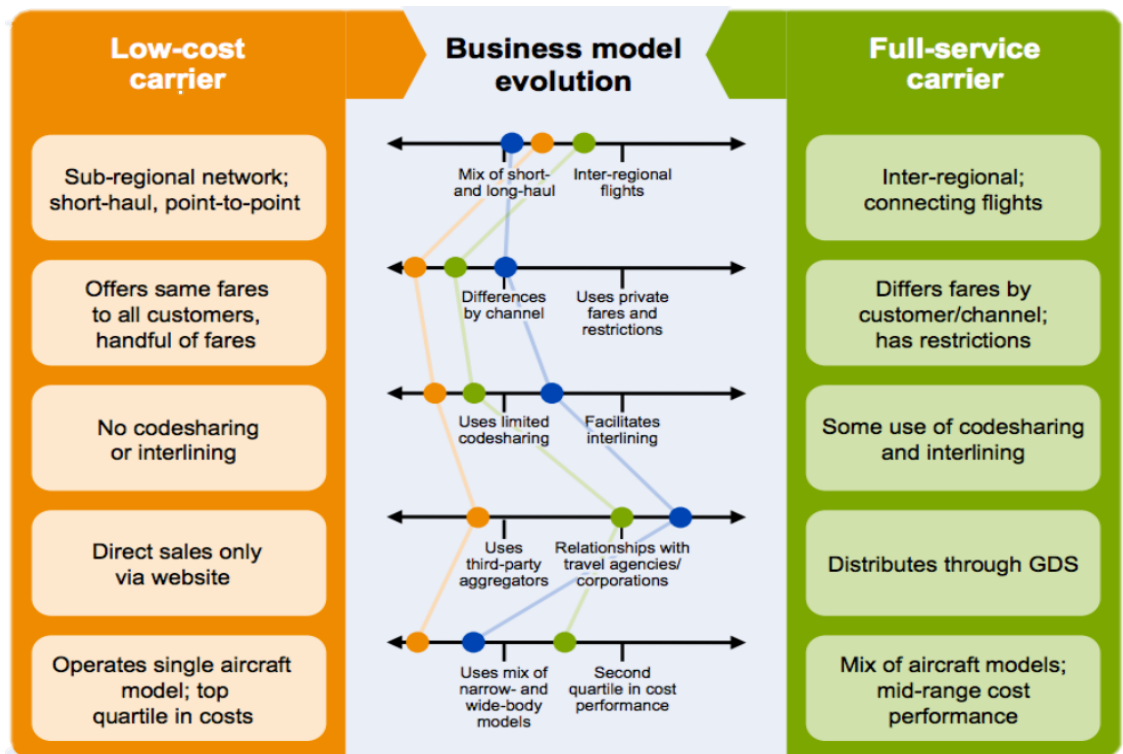 Low-cost
carrier
Business model
evolution
Full-service
carrier
Sub-regional network;
short-haul, point-to-point
Mix of short-
and long-haul
Inter-regional
flights
Inter-regional;
connecting flights
Offers same fares
to all customers,
handful of fares
Differences
by channel
Uses private
fares and
restrictions
Differs fares by
customer/channel;
has restrictions
No codesharing
or interlining
Uses limited
codesharing
Facilitates
interlining
Some use of codesharing
and interlining
Direct sales only
via website
Uses
third-party
aggregators
Relationships with
travel agencies/
corporations
Distributes through GDS
Operates single aircraft
model; top
quartile in costs
Uses mix of
narrow- and
wide-body
models
Second
quartile in cost
performance
Mix of aircraft models;
mid-range cost
performance